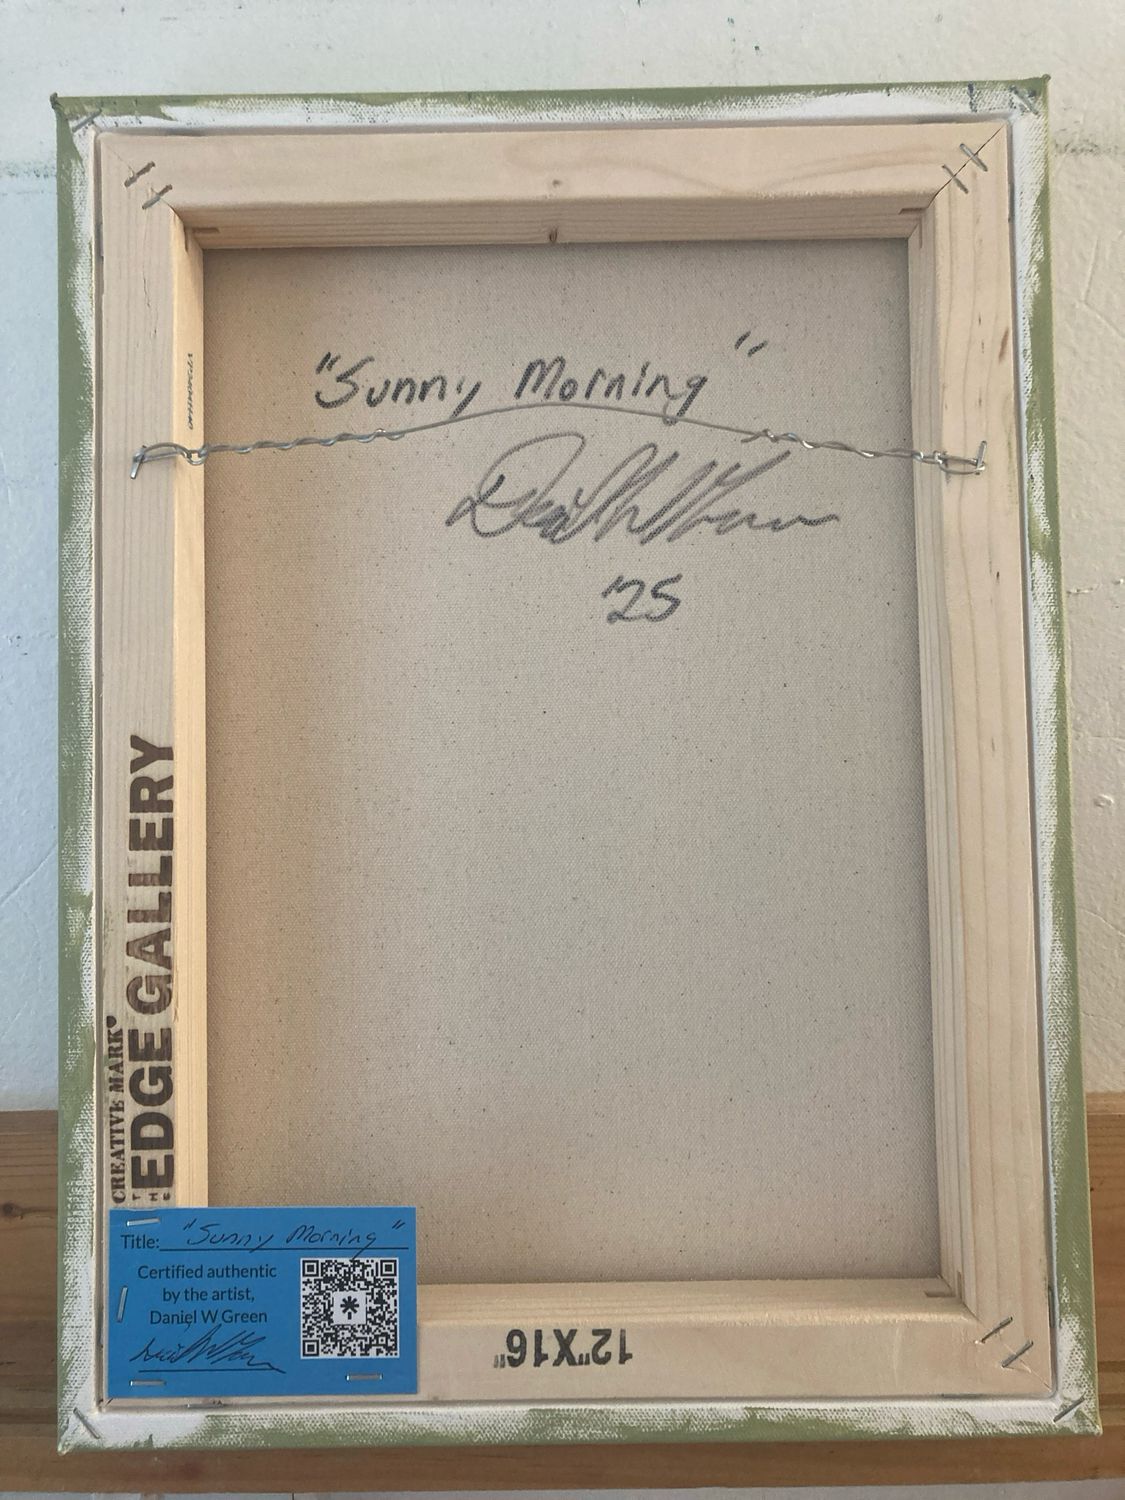 "Sunny Morning"
'25
CREATIVE MARK
THE EDGE GALLERY
Title: "Sunny Morning"
Certified authentic
by the artist,
Daniel W Green
12"X16"